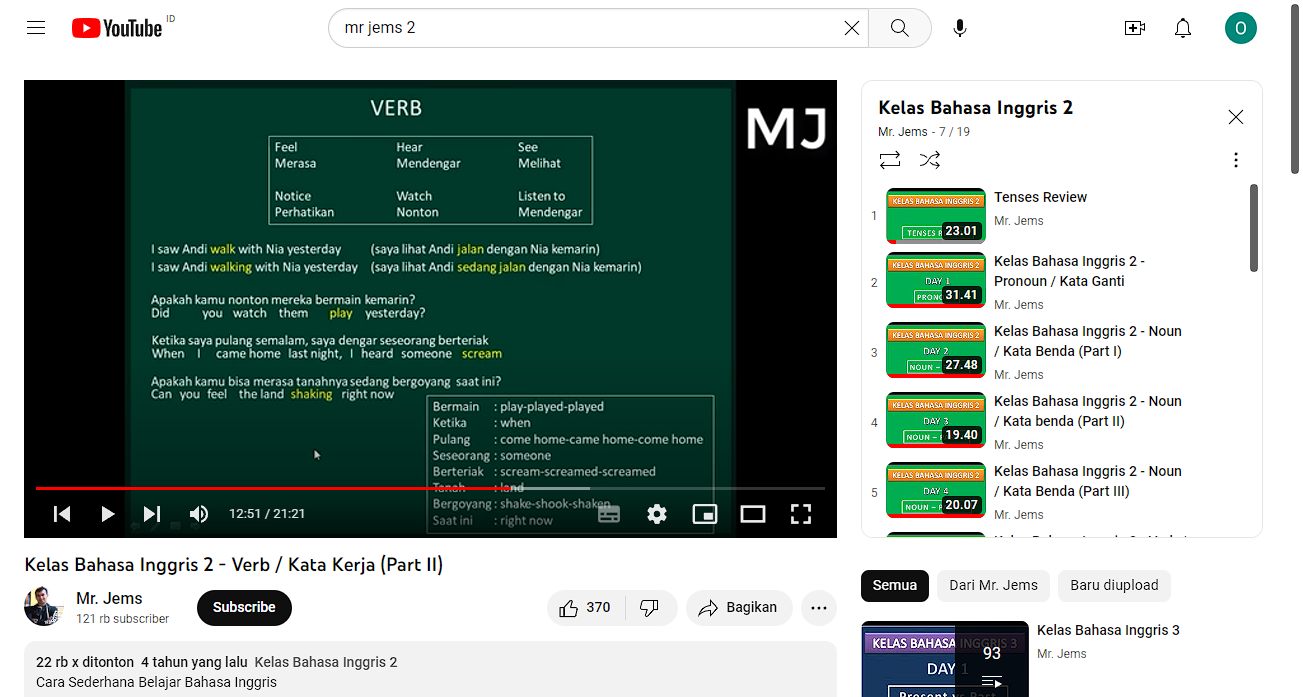 YouTube ID
mr jems 2
O
VERB
MJ
Feel Hear See
Merasa Mendengar Melihat
Notice Watch Listen to
Perhatikan Nonton Mendengar
I saw Andi walk with Nia yesterday (saya lihat Andi jalan dengan Nia kemarin)
I saw Andi walking with Nia yesterday (saya lihat Andi sedang jalan dengan Nia kemarin)
Apakah kamu nonton mereka bermain kemarin?
Did you watch them play yesterday?
Ketika saya pulang semalam, saya dengar seseorang berteriak
When I came home last night, I heard someone scream
Apakah kamu bisa merasa tanahnya sedang bergoyang saat ini?
Can you feel the land shaking right now
Bermain : play-played-played
Ketika : when
Pulang : come home-came home-come home
Seseorang : someone
Berteriak : scream-screamed-screamed
Tanah : land
Bergoyang : shake-shook-shaken
Saat ini : right now
12:51 / 21:21
Kelas Bahasa Inggris 2 - Verb / Kata Kerja (Part II)
Mr. Jems
121 rb subscriber
Subscribe
370
Bagikan
22 rb x ditonton 4 tahun yang lalu Kelas Bahasa Inggris 2
Cara Sederhana Belajar Bahasa Inggris
Kelas Bahasa Inggris 2
Mr. Jems - 7 / 19
1
KELAS BAHASA INGGRIS 2
TENSES
23.01
Tenses Review
Mr. Jems
2
KELAS BAHASA INGGRIS 2
DAY 1
31.41
Kelas Bahasa Inggris 2 -
Pronoun / Kata Ganti
Mr. Jems
3
KELAS BAHASA INGGRIS 2
DAY 2
NOUN –
27.48
Kelas Bahasa Inggris 2 - Noun
/ Kata Benda (Part I)
Mr. Jems
4
KELAS BAHASA INGGRIS 2
DAY 3
NOUN –
19.40
Kelas Bahasa Inggris 2 - Noun
/ Kata benda (Part II)
Mr. Jems
5
KELAS BAHASA INGGRIS 2
DAY 4
NOUN –
20.07
Kelas Bahasa Inggris 2 - Noun
/ Kata Benda (Part III)
Mr. Jems
Semua
Dari Mr. Jems
Baru diupload
KELAS BAHASA INGGRIS 3
DAY 1
93
Kelas Bahasa Inggris 3
Mr. Jems